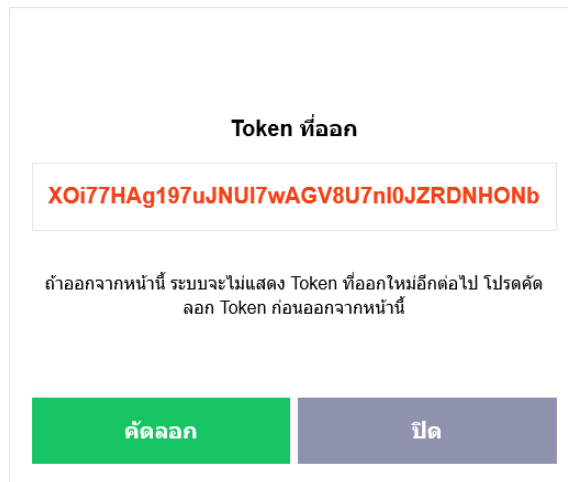 Token ที่ออก
XOi77HAg197uJNUI7wAGV8U7nI0JZRDNHONb
ถ้าออกจากหน้านี้ ระบบจะไม่แสดง Token ที่ออกใหม่อีกต่อไป โปรดคัด
ลอก Token ก่อนออกจากหน้านี้
คัดลอก
ปิด